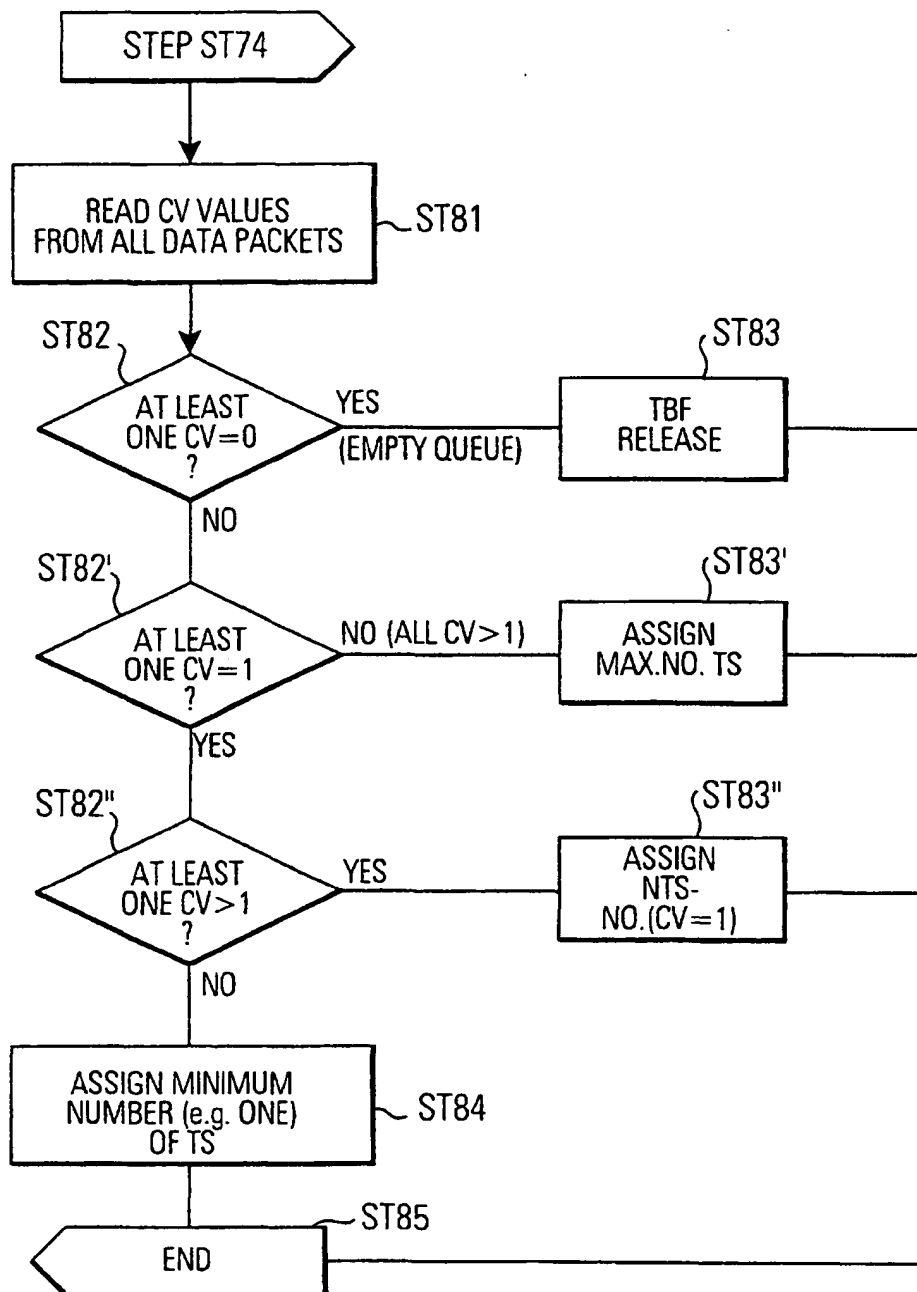 STEP ST74
READ CV VALUES
FROM ALL DATA PACKETS
ST81
ST82
AT LEAST
ONE CV=0
?
YES
(EMPTY QUEUE)
NO
ST83
TBF
RELEASE
ST82'
AT LEAST
ONE CV=1
?
NO (ALL CV>1)
YES
ST83'
ASSIGN
MAX.NO. TS
ST82"
AT LEAST
ONE CV>1
?
YES
NO
ST83"
ASSIGN
NTS-
NO.(CV=1)
ASSIGN MINIMUM
NUMBER (e.g. ONE)
OF TS
ST84
ST85
END